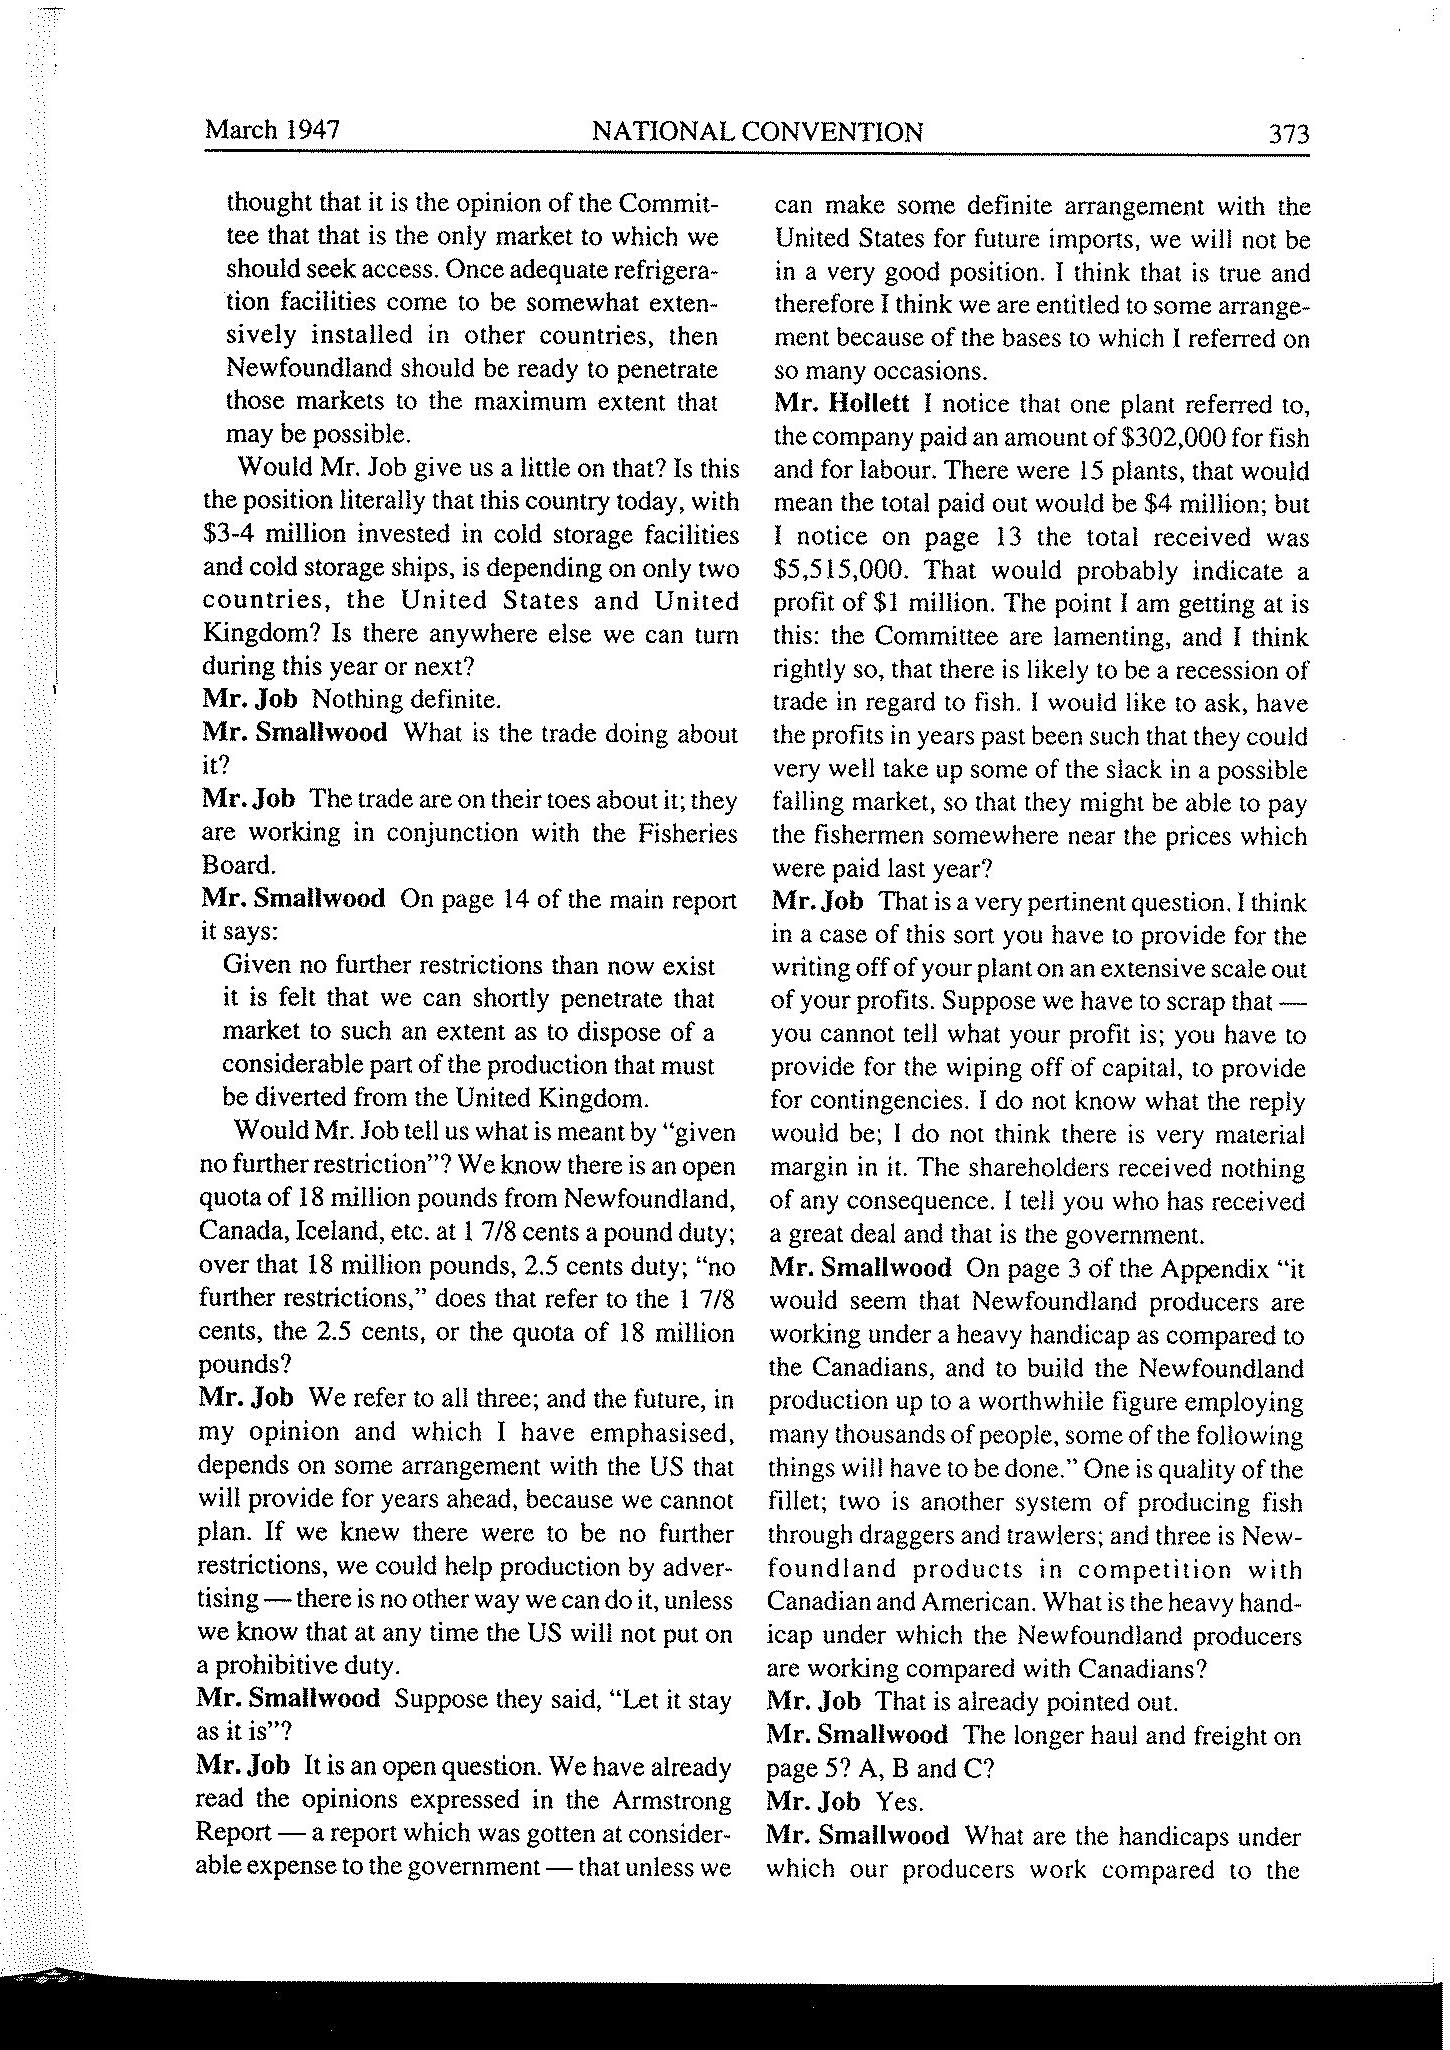 March 1947 NATIONAL CONVENTION 373
thought that it is the opinion of the Commit-
tee that that is the only market to which we
should seek access. Once adequate refrigera-
tion facilities come to be somewhat exten-
sively installed in other countries, then
Newfoundland should be ready to penetrate
those markets to the maximum extent that
may be possible.
Would Mr. Job give us a little on that? Is this
the position literally that this country today, with
$3-4 million invested in cold storage facilities
and cold storage ships, is depending on only two
countries, the United States and United
Kingdom? Is there anywhere else we can turn
during this year or next?
Mr. Job Nothing definite.
Mr. Smallwood What is the trade doing about
it?
Mr. Job The trade are on their toes about it; they
are working in conjunction with the Fisheries
Board.
Mr. Smallwood On page 14 of the main report
it says:
Given no further restrictions than now exist
it is felt that we can shortly penetrate that
market to such an extent as to dispose of a
considerable part of the production that must
be diverted from the United Kingdom.
Would Mr. Job tell us what is meant by "given
no further restriction"? We know there is an open
quota of 18 million pounds from Newfoundland,
Canada, Iceland, etc. at 1 7/8 cents a pound duty;
over that 18 million pounds, 2.5 cents duty; "no
further restrictions," does that refer to the 1 7/8
cents, the 2.5 cents, or the quota of 18 million
pounds?
Mr. Job We refer to all three; and the future, in
my opinion and which I have emphasised,
depends on some arrangement with the US that
will provide for years ahead, because we cannot
plan. If we knew there were to be no further
restrictions, we could help production by adver-
tising — there is no other way we can do it, unless
we know that at any time the US will not put on
a prohibitive duty.
Mr. Smallwood Suppose they said, "Let it stay
as it is"?
Mr. Job It is an open question. We have already
read the opinions expressed in the Armstrong
Report — a report which was gotten at consider-
able expense to the government — that unless we
can make some definite arrangement with the
United States for future imports, we will not be
in a very good position. I think that is true and
therefore I think we are entitled to some arrange-
ment because of the bases to which I referred on
so many occasions.
Mr. Hollett I notice that one plant referred to,
the company paid an amount of $302,000 for fish
and for labour. There were 15 plants, that would
mean the total paid out would be $4 million; but
I notice on page 13 the total received was
$5,515,000. That would probably indicate a
profit of $1 million. The point I am getting at is
this: the Committee are lamenting, and I think
rightly so, that there is likely to be a recession of
trade in regard to fish. I would like to ask, have
the profits in years past been such that they could
very well take up some of the slack in a possible
falling market, so that they might be able to pay
the fishermen somewhere near the prices which
were paid last year?
Mr. Job That is a very pertinent question. I think
in a case of this sort you have to provide for the
writing off of your plant on an extensive scale out
of your profits. Suppose we have to scrap that —
you cannot tell what your profit is; you have to
provide for the wiping off of capital, to provide
for contingencies. I do not know what the reply
would be; I do not think there is very material
margin in it. The shareholders received nothing
of any consequence. I tell you who has received
a great deal and that is the government.
Mr. Smallwood On page 3 of the Appendix "it
would seem that Newfoundland producers are
working under a heavy handicap as compared to
the Canadians, and to build the Newfoundland
production up to a worthwhile figure employing
many thousands of people, some of the following
things will have to be done." One is quality of the
fillet; two is another system of producing fish
through draggers and trawlers; and three is New-
foundland products in competition with
Canadian and American. What is the heavy hand-
icap under which the Newfoundland producers
are working compared with Canadians?
Mr. Job That is already pointed out.
Mr. Smallwood The longer haul and freight on
page 5? A, B and C?
Mr. Job Yes.
Mr. Smallwood What are the handicaps under
which our producers work compared to the